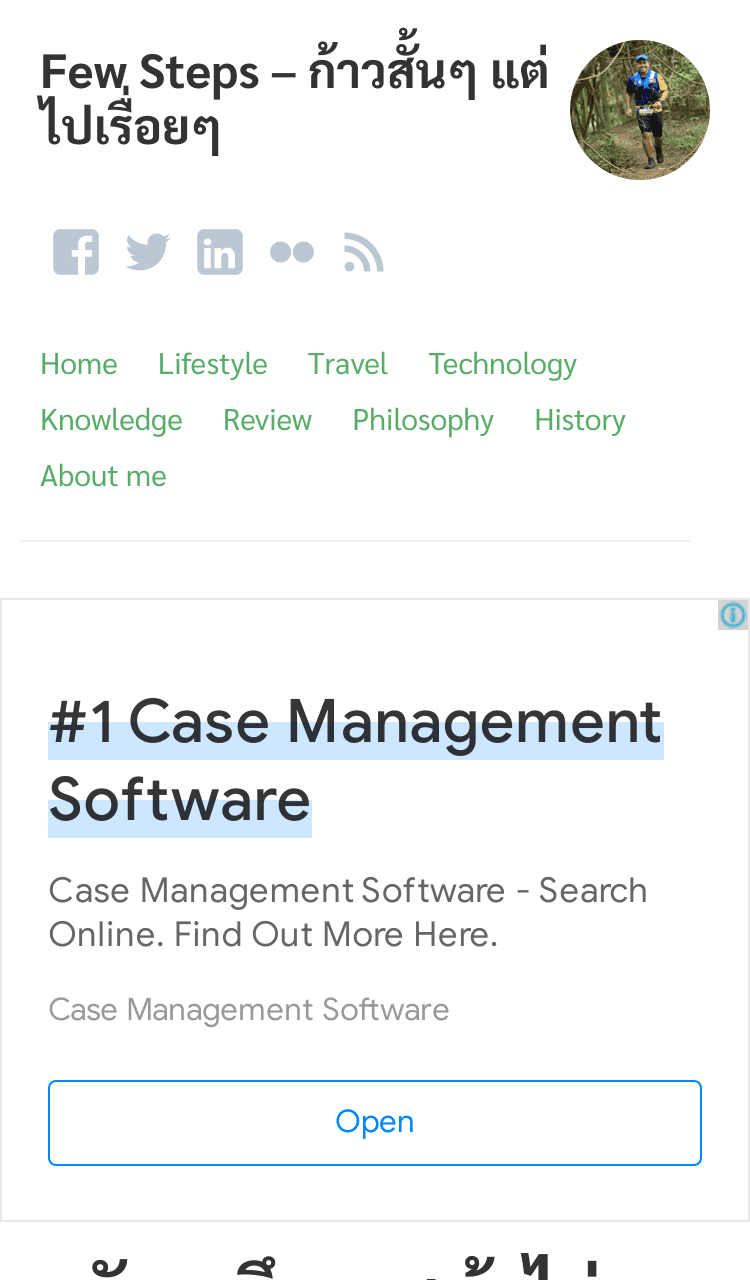 Few Steps – ก้าวสั้นๆ แต่
ไปเรื่อยๆ
Home Lifestyle Travel Technology
Knowledge Review Philosophy History
About me
#1 Case Management
Software
Case Management Software - Search
Online. Find Out More Here.
Case Management Software
Open